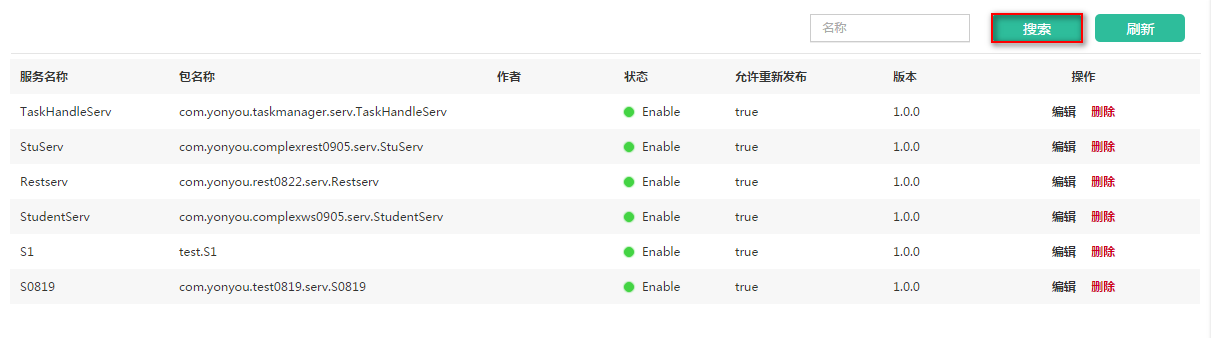 名称 搜索 刷新
服务名称 包名称 作者 状态 允许重新发布 版本 操作
TaskHandleServ com.yonyou.taskmanager.serv.TaskHandleServ Enable true 1.0.0 编辑 删除
StuServ com.yonyou.complexrest0905.serv.StuServ Enable true 1.0.0 编辑 删除
Restserv com.yonyou.rest0822.serv.Restserv Enable true 1.0.0 编辑 删除
StudentServ com.yonyou.complexws0905.serv.StudentServ Enable true 1.0.0 编辑 删除
S1 test.S1 Enable true 1.0.0 编辑 删除
S0819 com.yonyou.test0819.serv.S0819 Enable true 1.0.0 编辑 删除